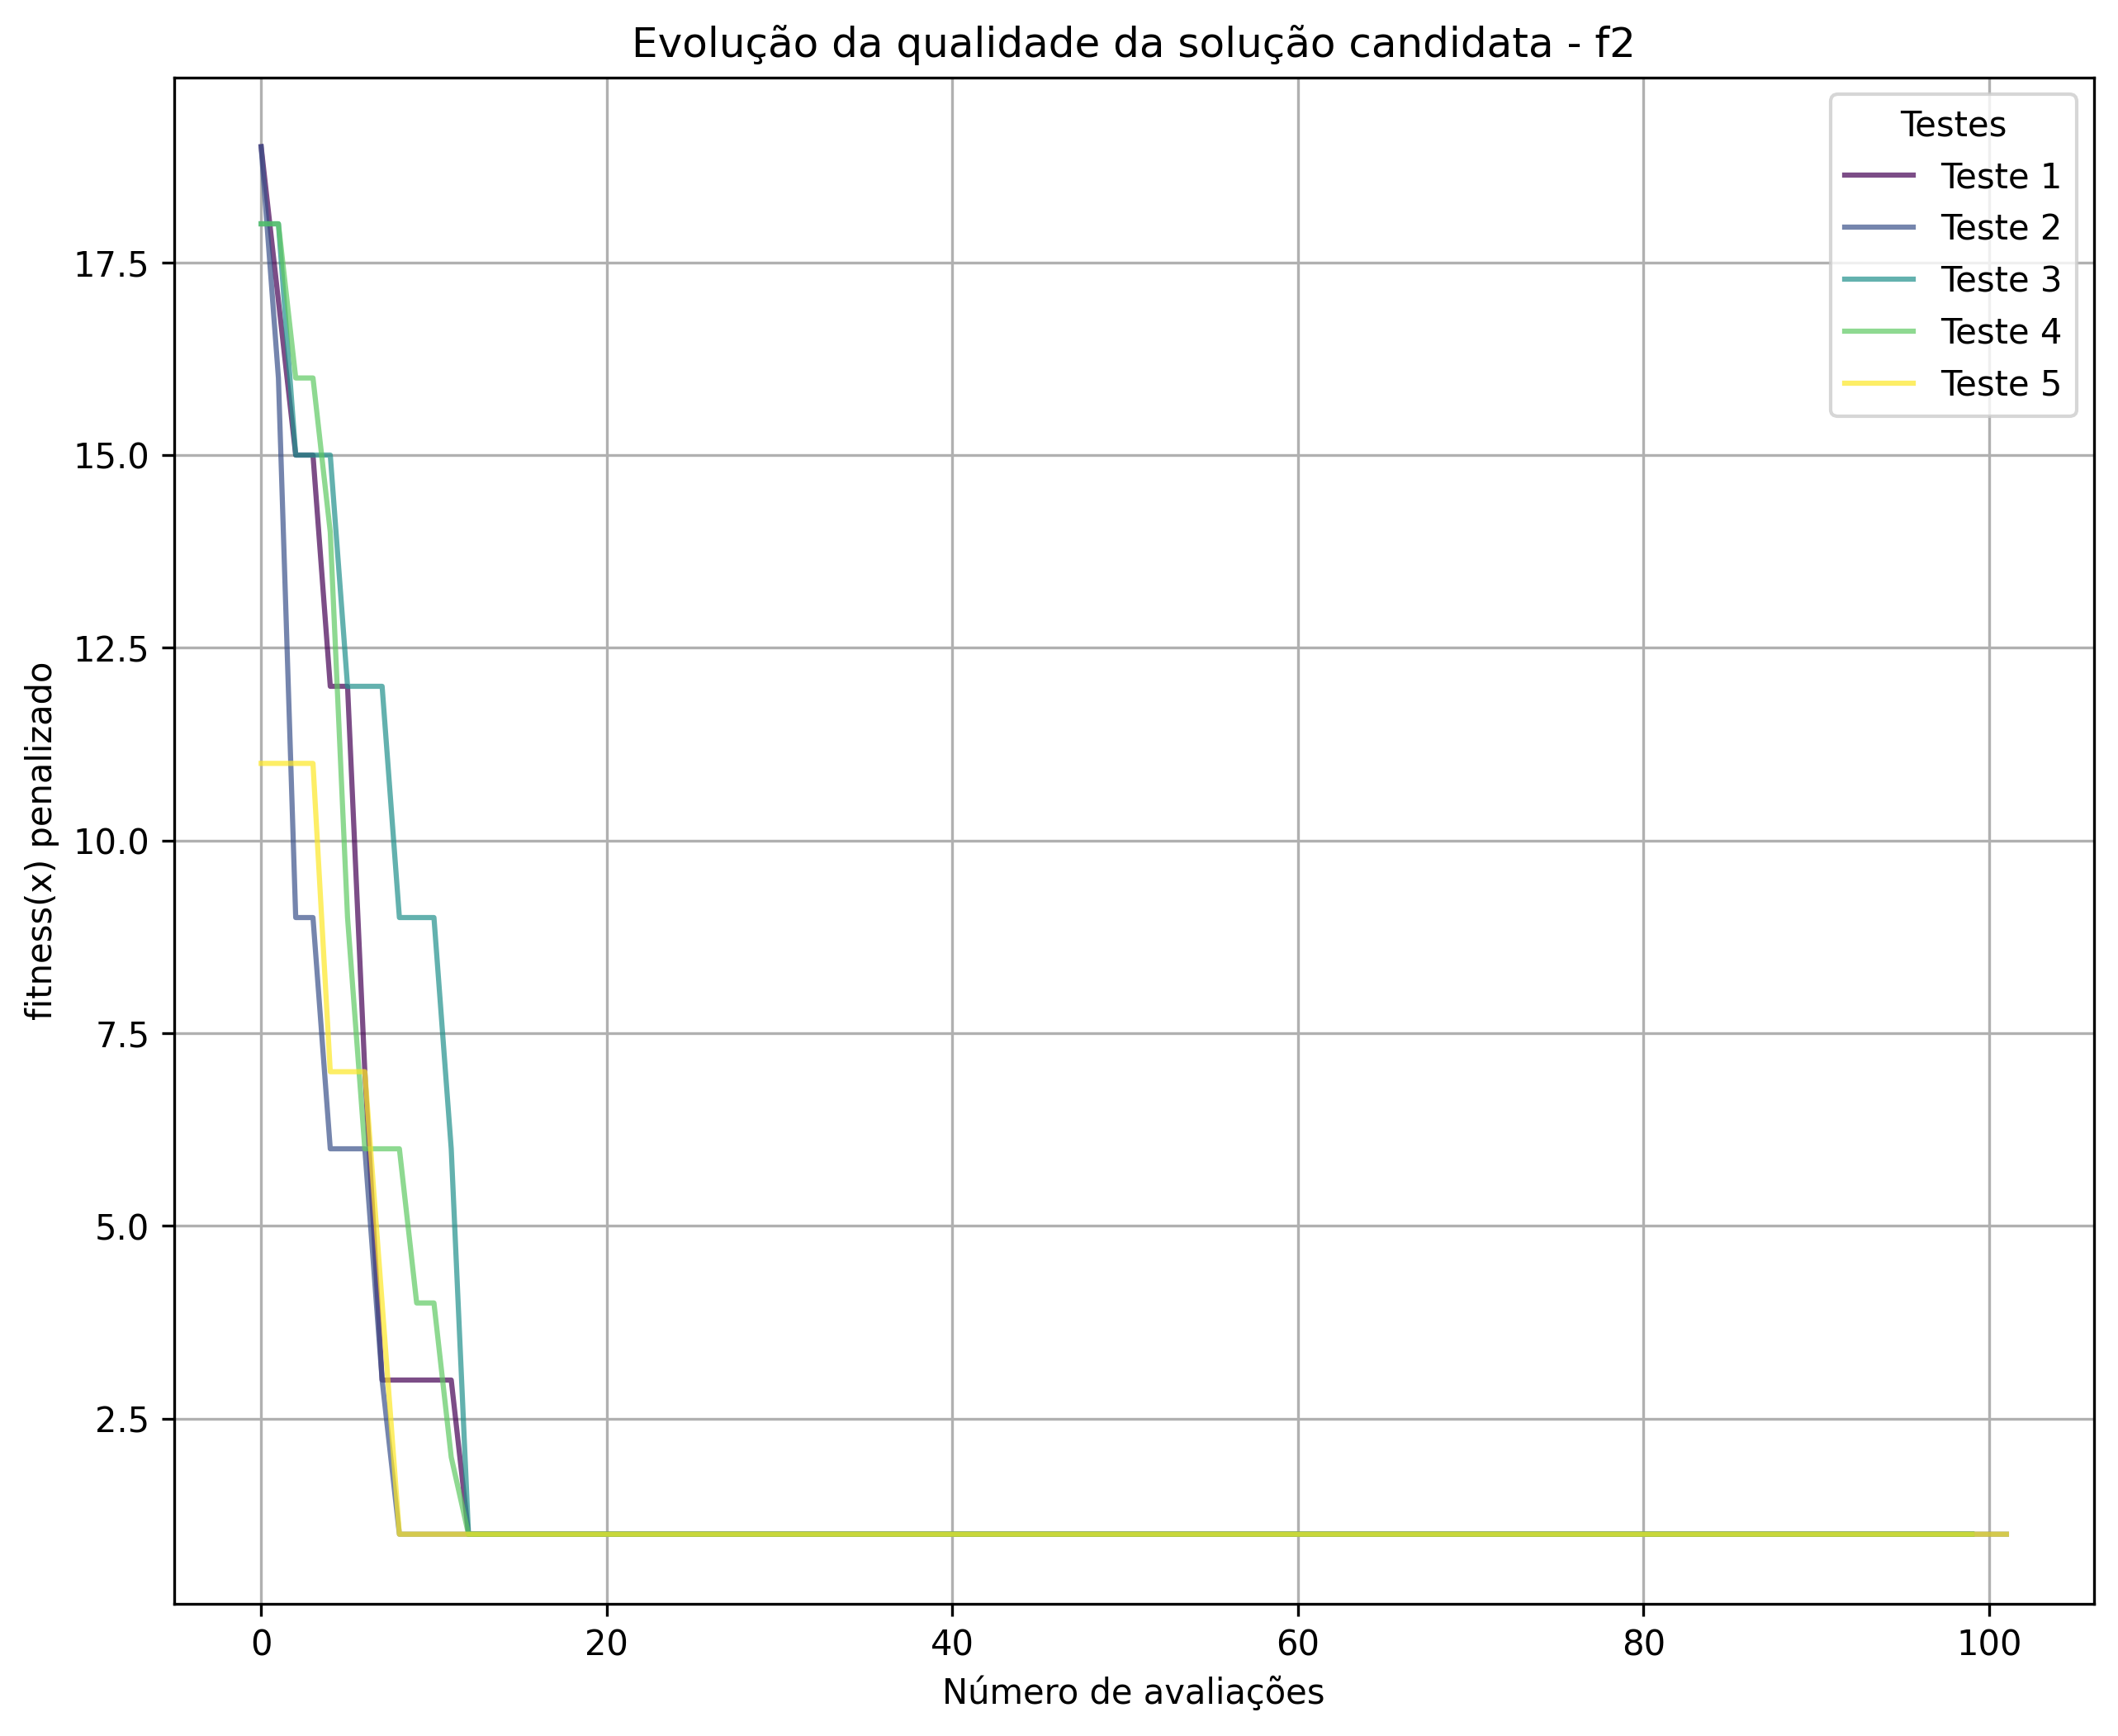 Evolução da qualidade da solução candidata - f2
Testes
Teste 1
Teste 2
Teste 3
Teste 4
Teste 5
fitness(x) penalizado
17.5
15.0
12.5
10.0
7.5
5.0
2.5
0 20 40 60 80 100
Número de avaliações